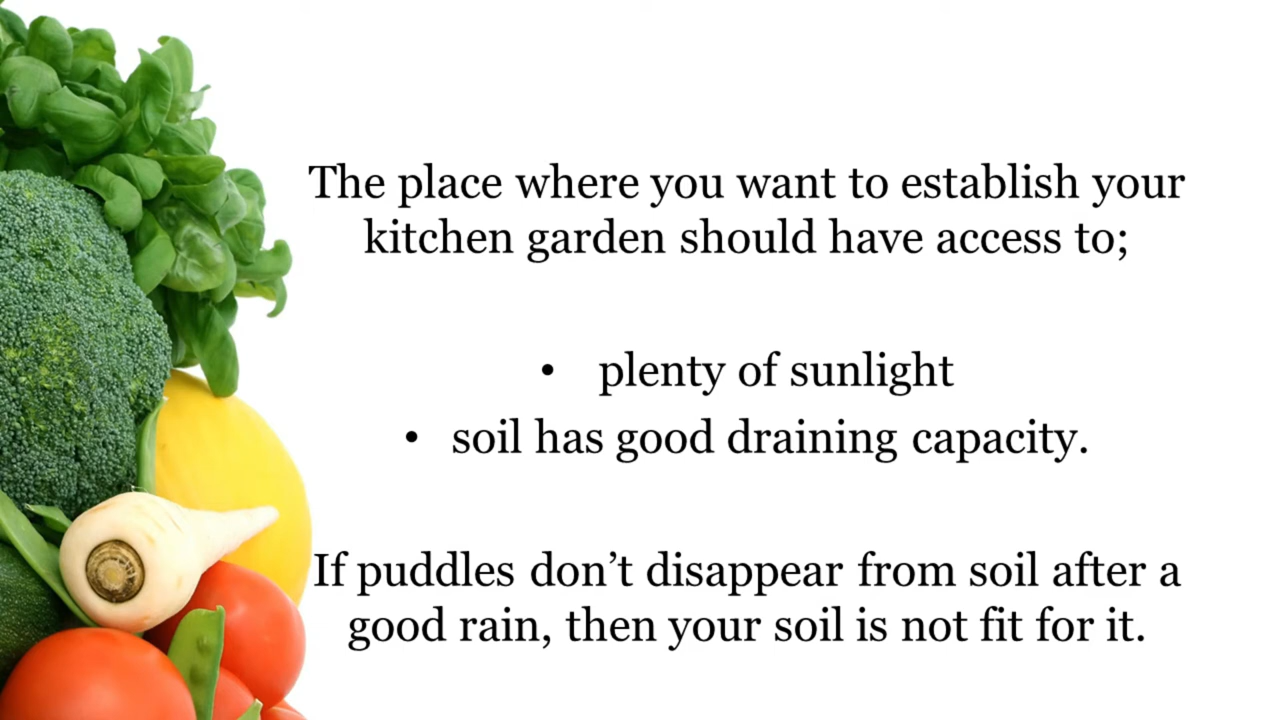 The place where you want to establish your
kitchen garden should have access to;
• plenty of sunlight
• soil has good draining capacity.
If puddles don’t disappear from soil after a
good rain, then your soil is not fit for it.